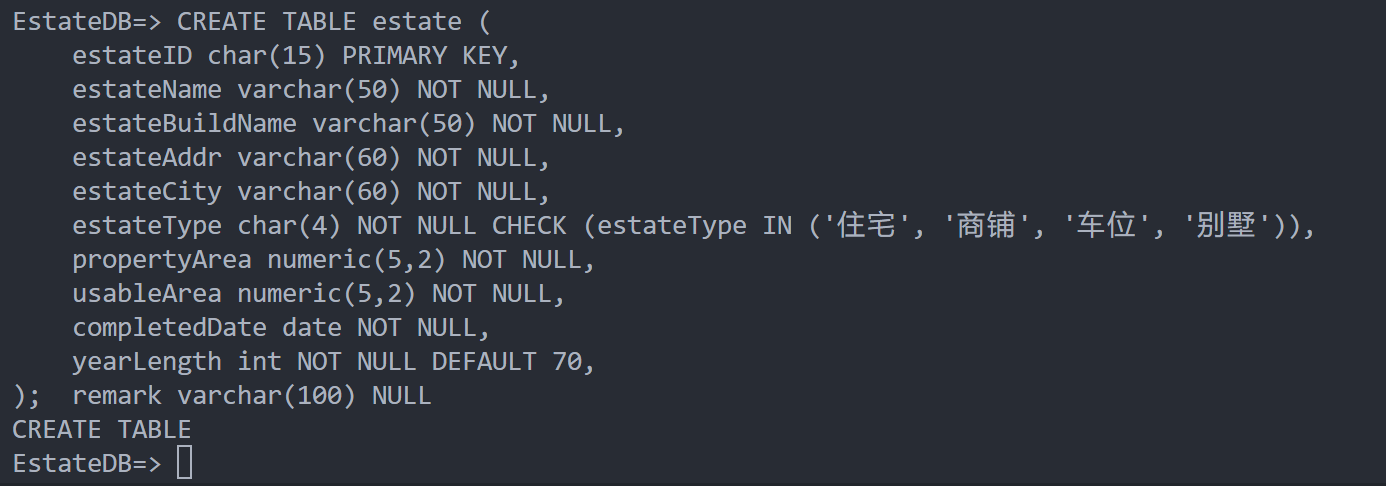 EstateDB=> CREATE TABLE estate (
    estateID char(15) PRIMARY KEY,
    estateName varchar(50) NOT NULL,
    estateBuildName varchar(50) NOT NULL,
    estateAddr varchar(60) NOT NULL,
    estateCity varchar(60) NOT NULL,
    estateType char(4) NOT NULL CHECK (estateType IN ('住宅', '商铺', '车位', '别墅')),
    propertyArea numeric(5,2) NOT NULL,
    usableArea numeric(5,2) NOT NULL,
    completedDate date NOT NULL,
    yearLength int NOT NULL DEFAULT 70,
);  remark varchar(100) NULL
CREATE TABLE
EstateDB=>